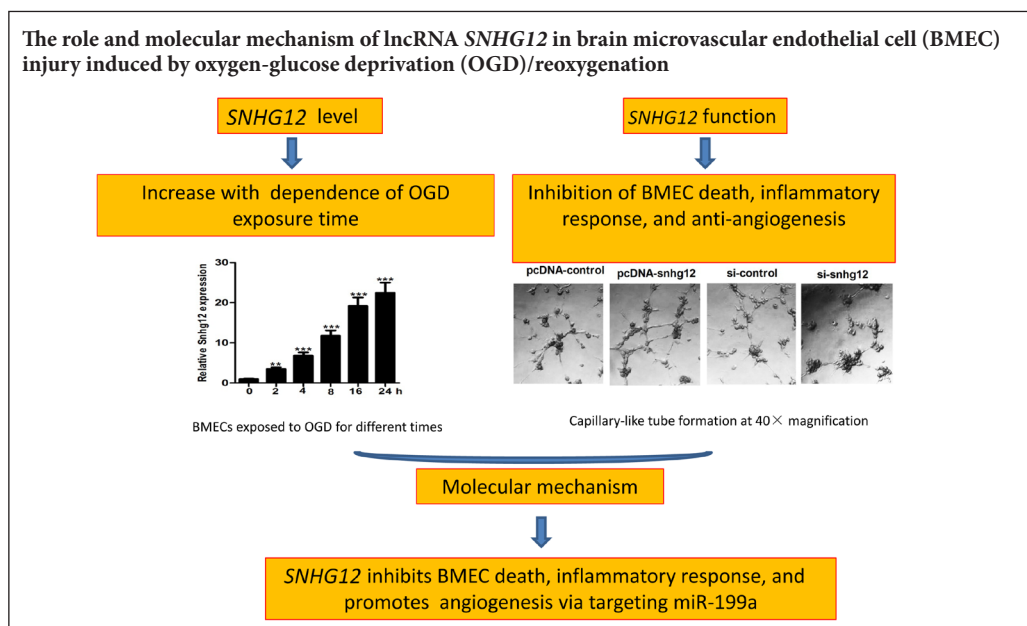 The role and molecular mechanism of lncRNA SNHG12 in brain microvascular endothelial cell (BMEC)
injury induced by oxygen-glucose deprivation (OGD)/reoxygenation
SNHG12 level
SNHG12 function
Increase with dependence of OGD
exposure time
Inhibition of BMEC death, inflammatory
response, and anti-angiogenesis
Relative Snhg12 expression
30
20
10
0
** *** *** *** ***
0 2 4 8 16 24 h
BMECs exposed to OGD for different times
pcDNA-control pcDNA-snhg12 si-control si-snhg12
Capillary-like tube formation at 40× magnification
Molecular mechanism
SNHG12 inhibits BMEC death, inflammatory response, and
promotes angiogenesis via targeting miR-199a